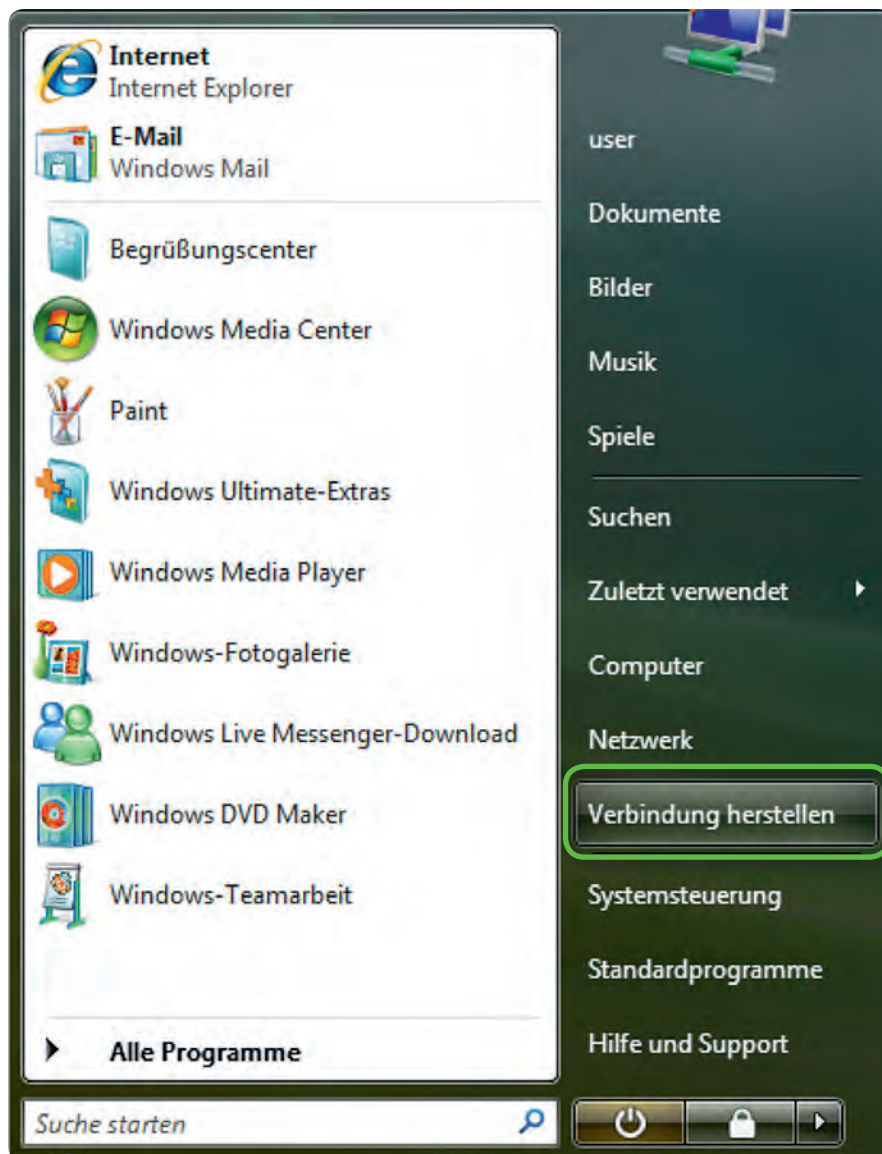 Internet
Internet Explorer
E-Mail
Windows Mail
Begrüßungscenter
Windows Media Center
Paint
Windows Ultimate-Extras
Windows Media Player
Windows-Fotogalerie
Windows Live Messenger-Download
Windows DVD Maker
Windows-Teamarbeit
Alle Programme
Suche starten
user
Dokumente
Bilder
Musik
Spiele
Suchen
Zuletzt verwendet
Computer
Netzwerk
Verbindung herstellen
Systemsteuerung
Standardprogramme
Hilfe und Support